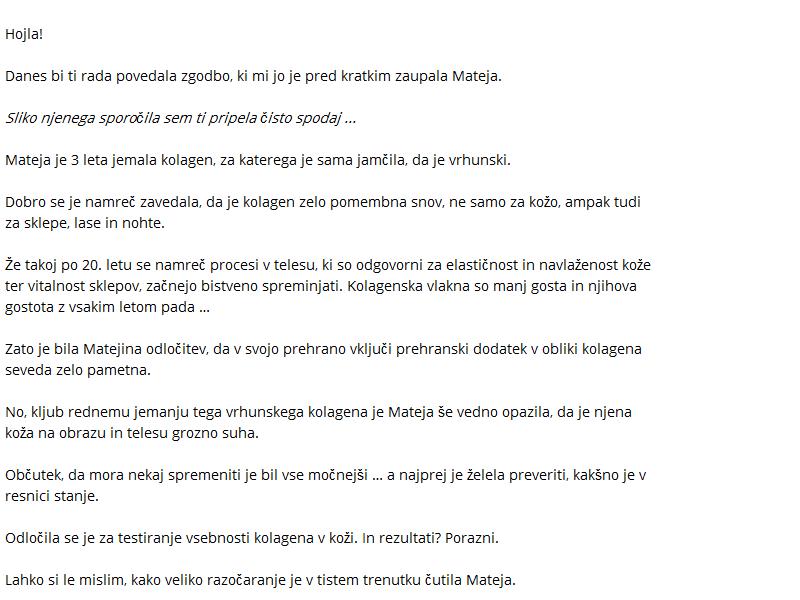 Hojla!
Danes bi ti rada povedala zgodbo, ki mi jo je pred kratkim zaupala Mateja.
Sliko njenega sporočila sem ti pripela čisto spodaj ...
Mateja je 3 leta jemala kolagen, za katerega je sama jamčila, da je vrhunski.
Dobro se je namreč zavedala, da je kolagen zelo pomembna snov, ne samo za kožo, ampak tudi
za sklepe, lase in nohte.
Že takoj po 20. letu se namreč procesi v telesu, ki so odgovorni za elastičnost in navlaženost kože
ter vitalnost sklepov, začnejo bistveno spreminjati. Kolagenska vlakna so manj gosta in njihova
gostota z vsakim letom pada ...
Zato je bila Matejina odločitev, da v svojo prehrano vključi prehranski dodatek v obliki kolagena
seveda zelo pametna.
No, kljub rednemu jemanju tega vrhunskega kolagena je Mateja še vedno opazila, da je njena
koža na obrazu in telesu grozno suha.
Občutek, da mora nekaj spremeniti je bil vse močnejši ... a najprej je želela preveriti, kakšno je v
resnici stanje.
Odločila se je za testiranje vsebnosti kolagena v koži. In rezultati? Porazni.
Lahko si le mislim, kako veliko razočaranje je v tistem trenutku čutila Mateja.